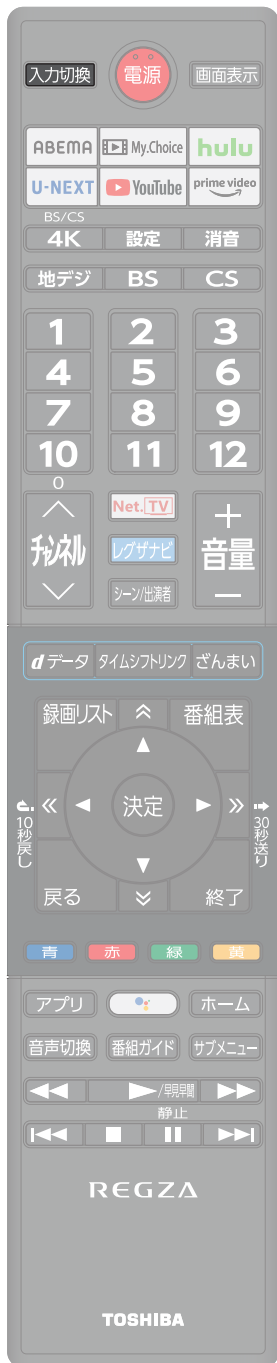 入力切換 電源 画面表示
ABEMA My.Choice hulu
U-NEXT YouTube prime video
BS/CS
4K 設定 消音
地デジ BS CS
1 2 3
4 5 6
7 8 9
10 11 12
0
Net.TV
チャンネル レグザナビ 音量
シーン/出演者
dデータ タイムシフトリンク ざんまい
録画リスト 番組表
10秒戻し 決定 30秒送り
戻る 終了
青 赤 緑 黄
アプリ ホーム
音声切換 番組ガイド サブメニュー
/早見早聞
静止
REGZA
TOSHIBA